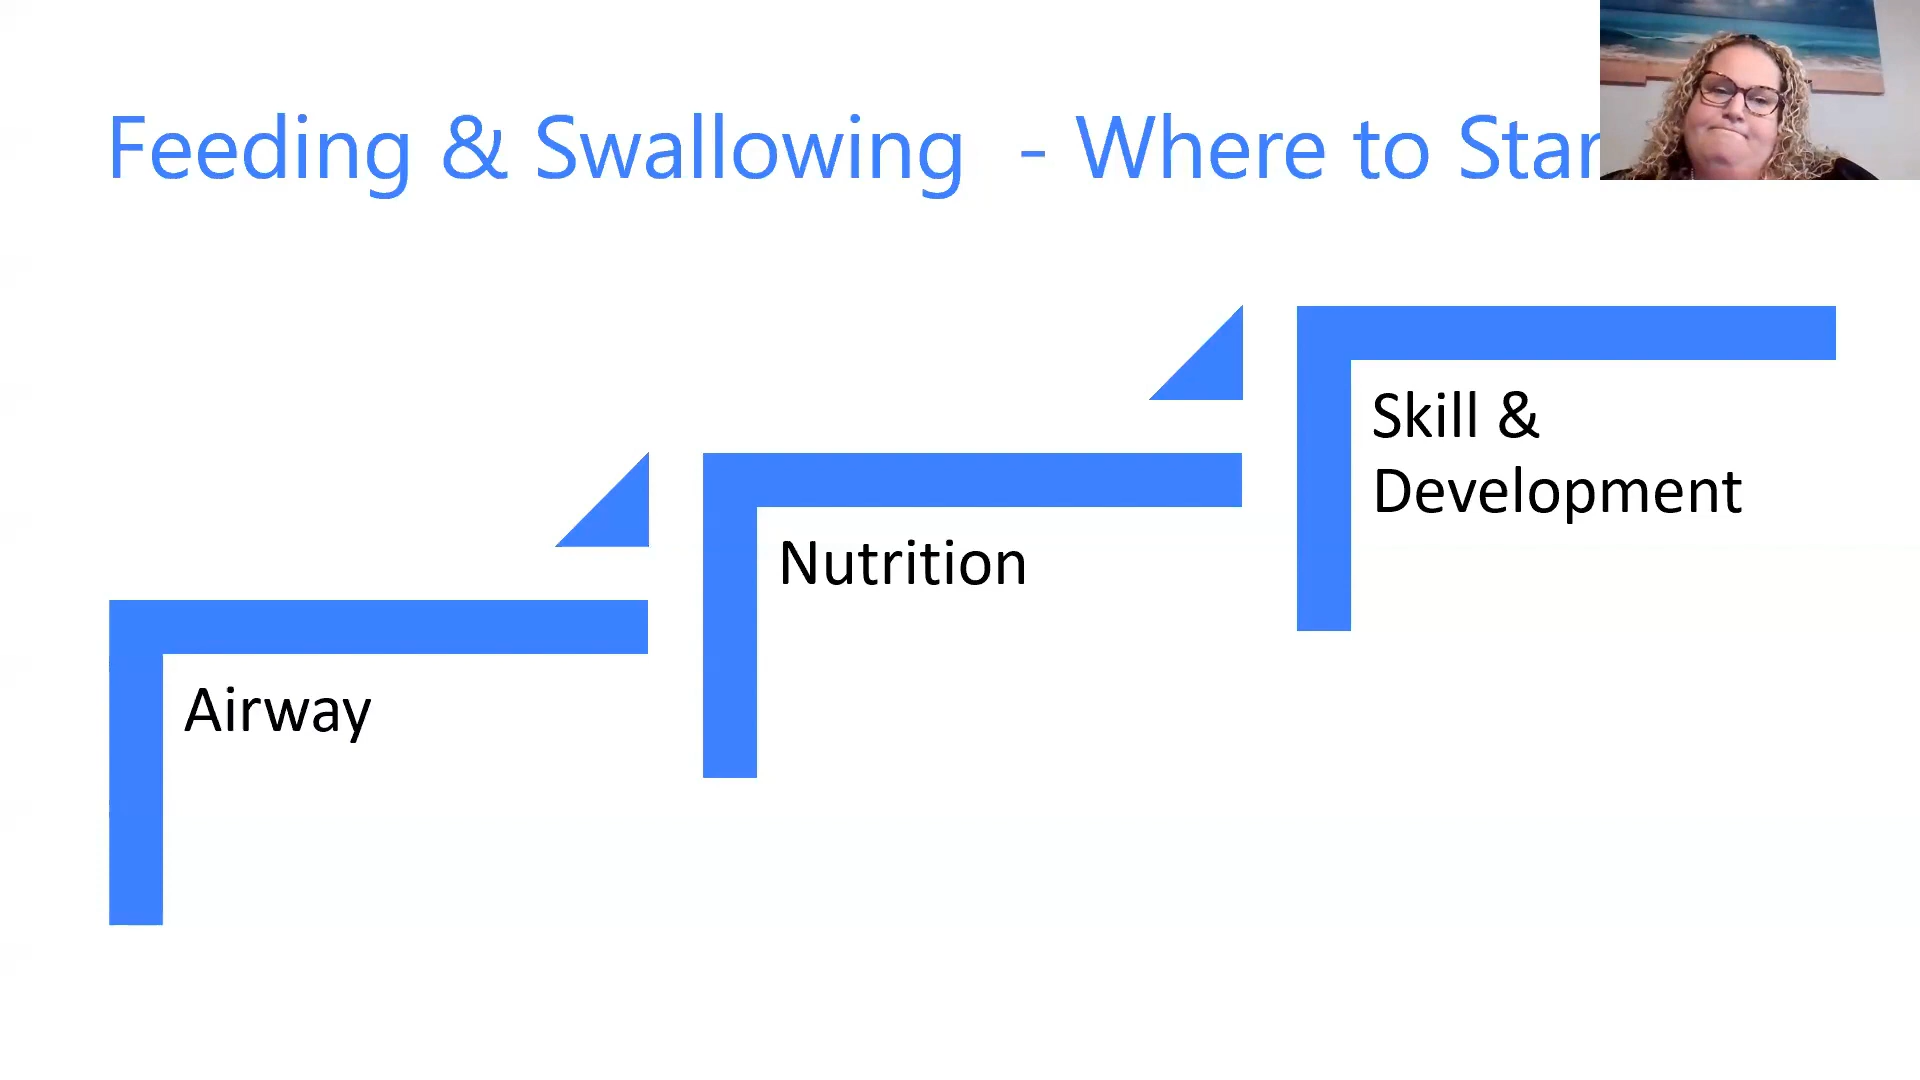 Feeding & Swallowing - Where to Star
Skill &
Development
Nutrition
Airway